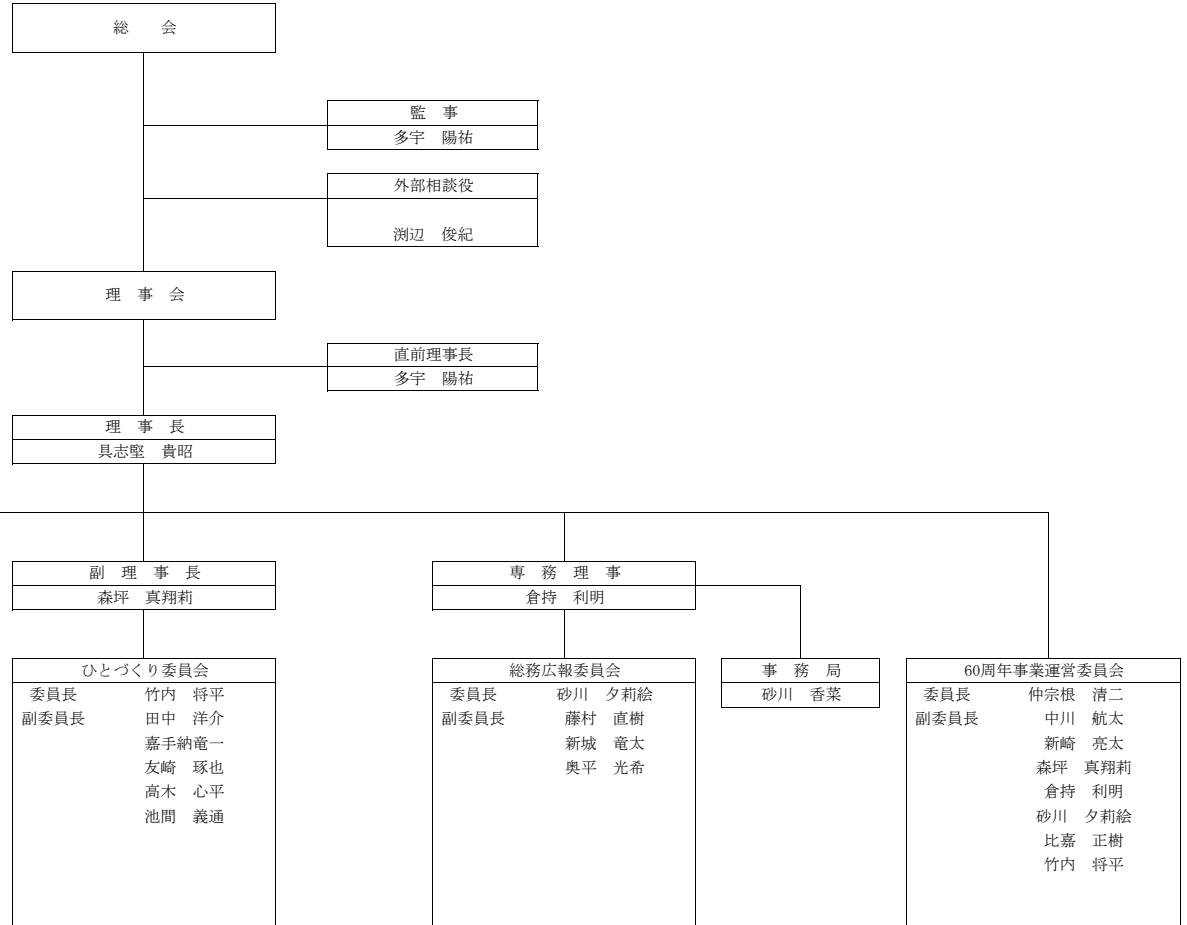 総　　会
監　事
多宇　陽祐
外部相談役
渕辺　俊紀
理　事　会
直前理事長
多宇　陽祐
理　事　長
具志堅　貴昭
副　理　事　長
森坪　真翔莉
専　務　理　事
倉持　利明
ひとづくり委員会
委員長　竹内　将平
副委員長　田中　洋介
嘉手納竜一
友崎　琢也
高木　心平
池間　義通
総務広報委員会
委員長　砂川　夕莉絵
副委員長　藤村　直樹
新城　竜太
奥平　光希
事　務　局
砂川　香菜
60周年事業運営委員会
委員長　仲宗根　清二
副委員長　中川　航太
新崎　亮太
森坪　真翔莉
倉持　利明
砂川　夕莉絵
比嘉　正樹
竹内　将平